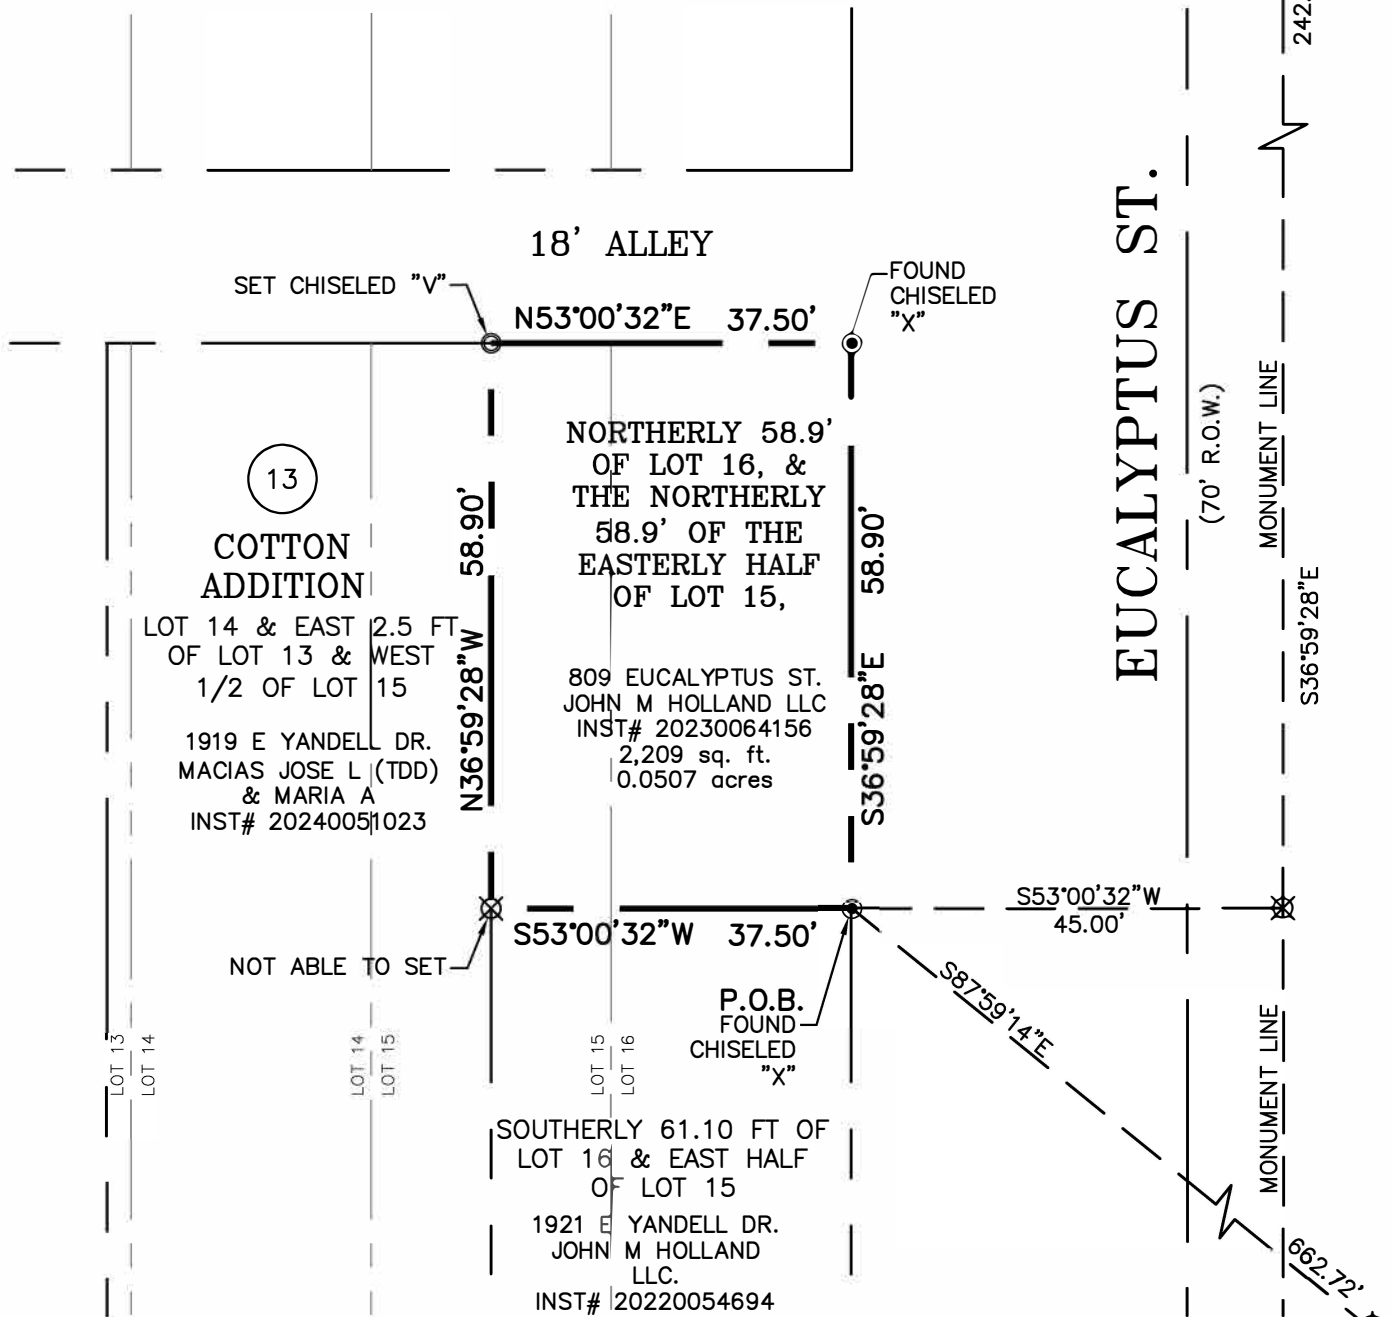 242.
18' ALLEY
SET CHISELED "V"
FOUND
CHISELED
"X"
N53°00'32"E 37.50'
EUCALYPTUS ST.
(70' R.O.W.)
MONUMENT LINE
S36°59'28"E
13
COTTON
ADDITION
LOT 14 & EAST 2.5 FT
OF LOT 13 & WEST
1/2 OF LOT 15
1919 E YANDELL DR.
MACIAS JOSE L (TDD)
& MARIA A
INST# 20240051023
N36°59'28"W 58.90'
NORTHERLY 58.9'
OF LOT 16, &
THE NORTHERLY
58.9' OF THE
EASTERLY HALF
OF LOT 15,
809 EUCALYPTUS ST.
JOHN M HOLLAND LLC
INST# 20230064156
2,209 sq. ft.
0.0507 acres
S36°59'28"E 58.90'
S53°00'32"W
45.00'
S53°00'32"W 37.50'
NOT ABLE TO SET
P.O.B.
FOUND
CHISELED
"X"
S87°59'14"E
662.72'
MONUMENT LINE
LOT 13
LOT 14
LOT 14
LOT 15
LOT 15
LOT 16
SOUTHERLY 61.10 FT OF
LOT 16 & EAST HALF
OF LOT 15
1921 E YANDELL DR.
JOHN M HOLLAND
LLC.
INST# 20220054694